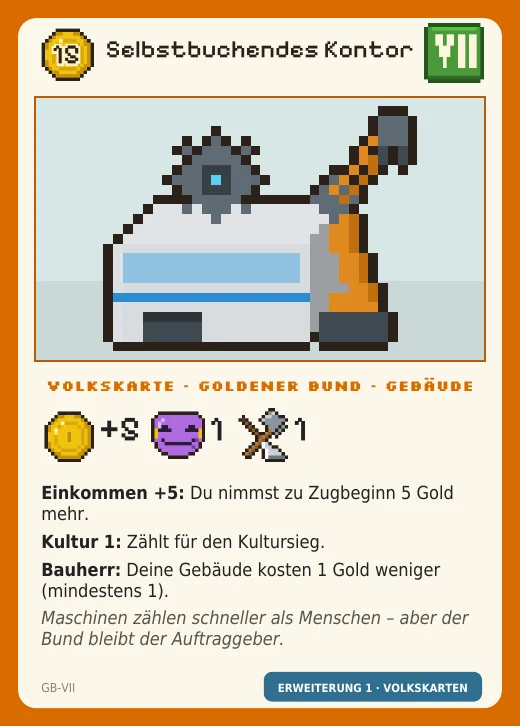 15 Selbstbuchendes Kontor VII
VOLKSKARTE · GOLDENER BUND · GEBÄUDE
+5 1 1
Einkommen +5: Du nimmst zu Zugbeginn 5 Gold
mehr.
Kultur 1: Zählt für den Kultursieg.
Bauherr: Deine Gebäude kosten 1 Gold weniger
(mindestens 1).
Maschinen zählen schneller als Menschen – aber der
Bund bleibt der Auftraggeber.
GB-VII
ERWEITERUNG 1 · VOLKSKARTEN